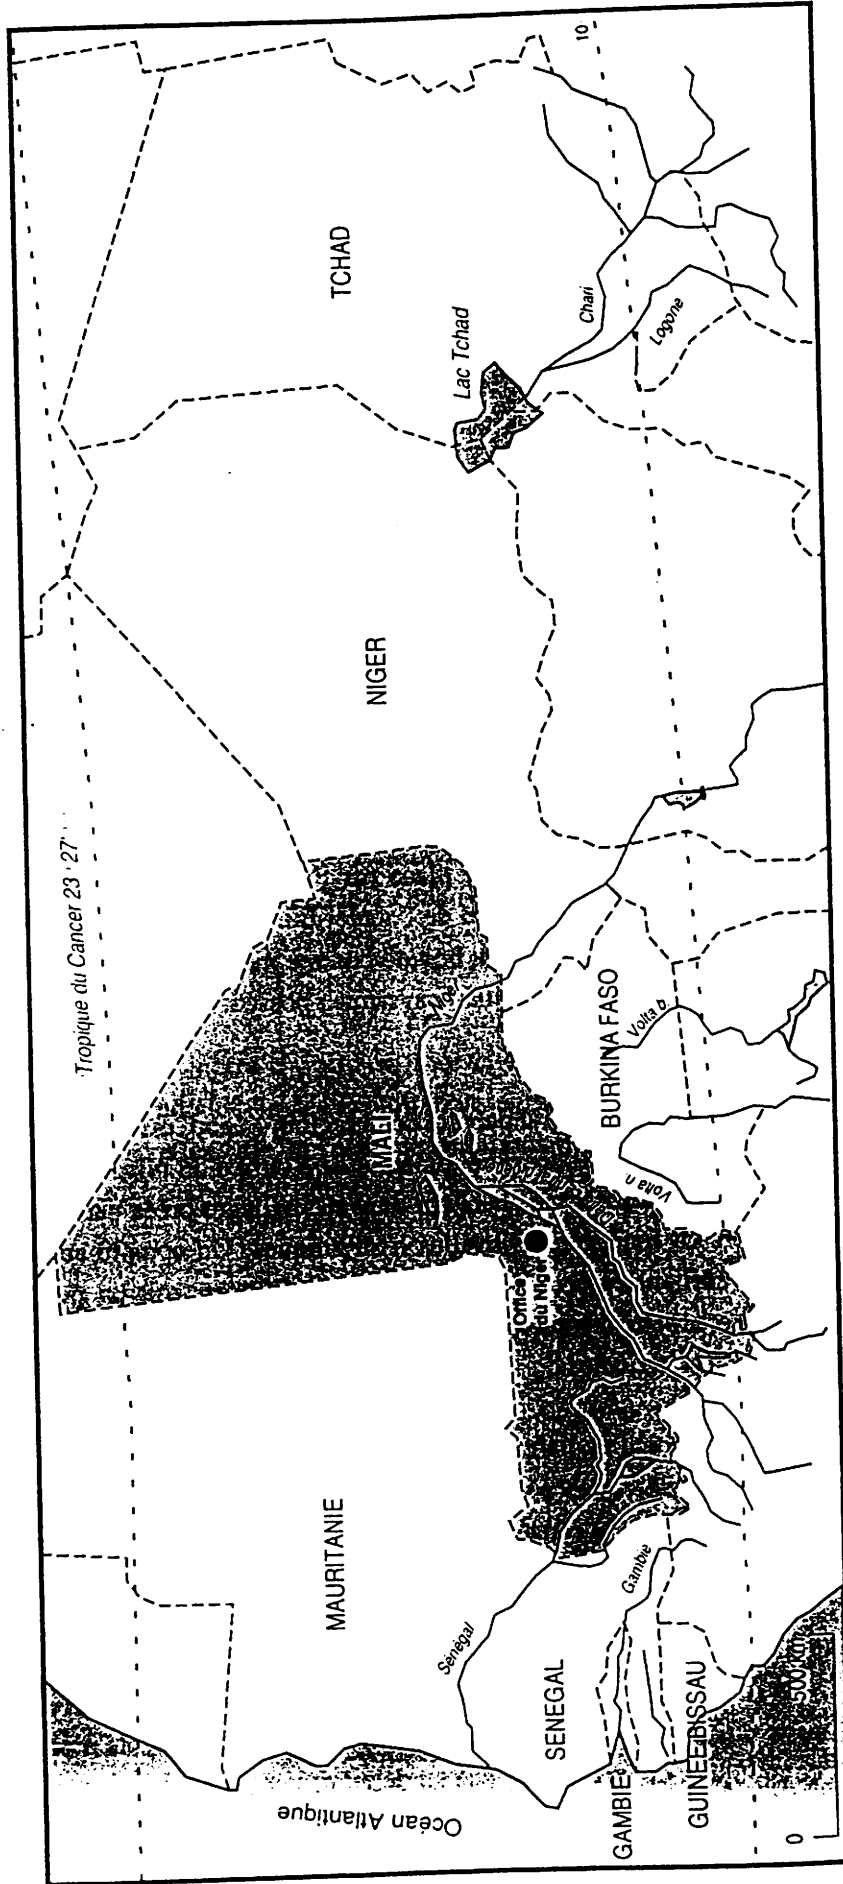 Tropique du Cancer 23 ° 27'
10
TCHAD
Lac Tchad
Chari
Logone
NIGER
MALI
Niger
BURKINA FASO
Volta b.
Volta n.
Office
du Niger
MAURITANIE
Sénégal
Gambie
SENEGAL
GAMBIE
GUINEE BISSAU
Océan Atlantique
0
500 km